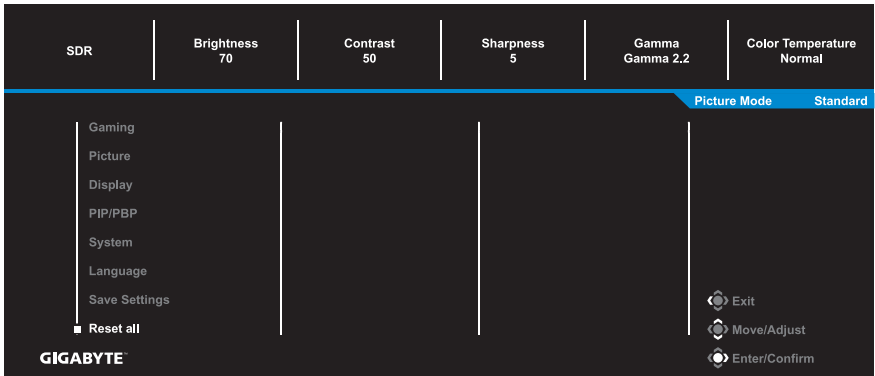 SDR
Brightness
70
Contrast
50
Sharpness
5
Gamma
Gamma 2.2
Color Temperature
Normal
Picture Mode Standard
Gaming
Picture
Display
PIP/PBP
System
Language
Save Settings
Reset all
Exit
Move/Adjust
Enter/Confirm
GIGABYTE™